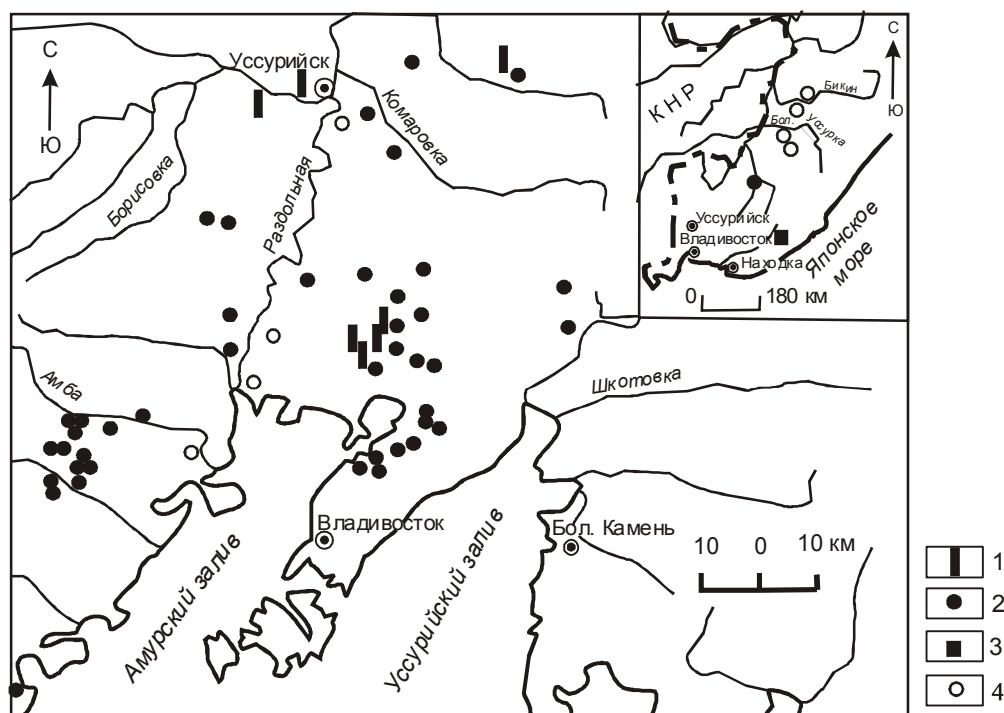 С
Ю
Уссурийск
Комаровка
Борисовка
Раздольная
Амба
Шкотовка
Владивосток
Бол. Камень
Амурский залив
Уссурийский залив
10 0 10 км
С
Ю
КНР
Бикин
Бол. Уссурка
Уссурийск
Владивосток
Находка
Японское
море
0 180 км
1
2
3
4